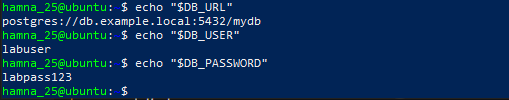 hamna_25@ubuntu: $ echo "$DB_URL"
postgres://db.example.local:5432/mydb
hamna_25@ubuntu: $ echo "$DB_USER"
labuser
hamna_25@ubuntu: $ echo "$DB_PASSWORD"
labpass123
hamna_25@ubuntu: $